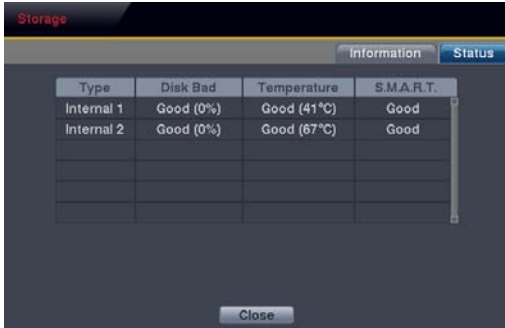 Storage
Information Status
Type Disk Bad Temperature S.M.A.R.T.
Internal 1 Good (0%) Good (41°C) Good
Internal 2 Good (0%) Good (67°C) Good
Close